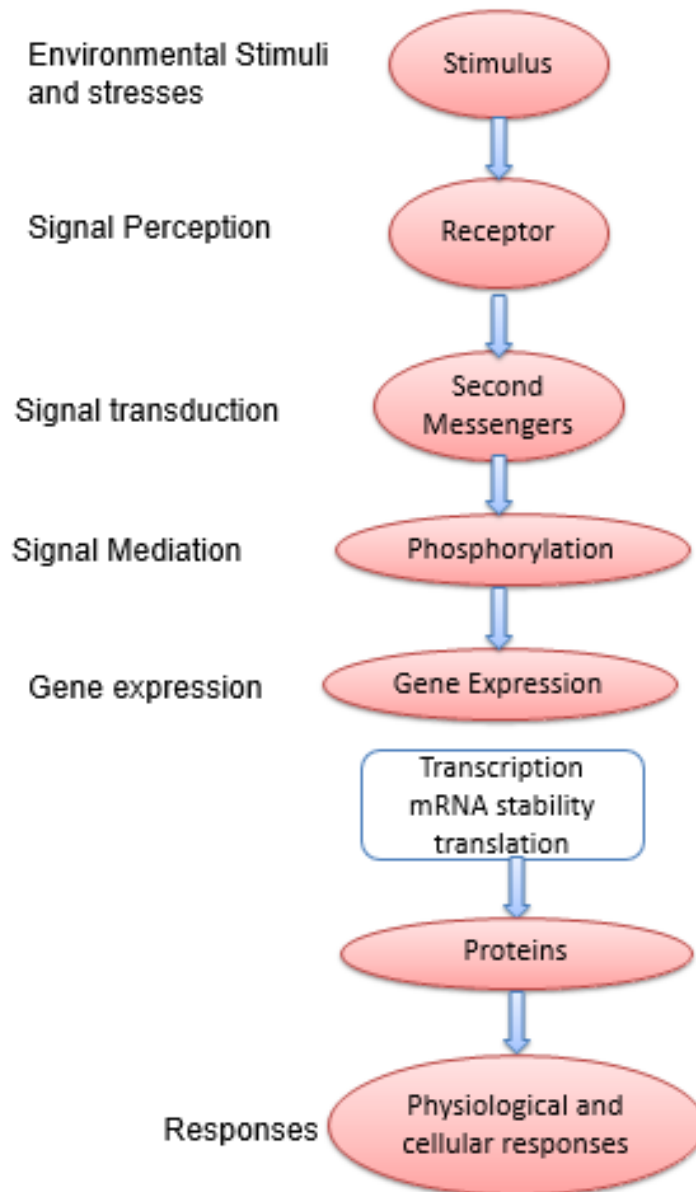 Environmental Stimuli
and stresses
Stimulus
Signal Perception
Receptor
Signal transduction
Second
Messengers
Signal Mediation
Phosphorylation
Gene expression
Gene Expression
Transcription
mRNA stability
translation
Proteins
Responses
Physiological and
cellular responses